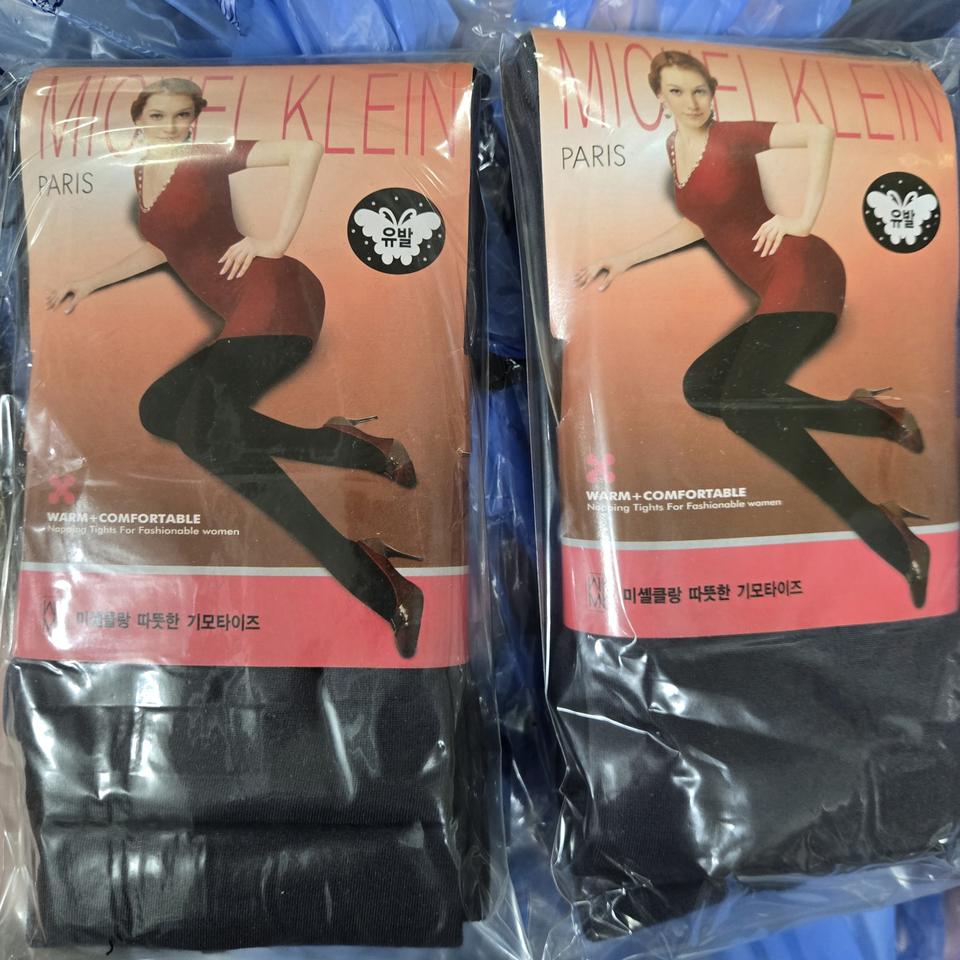 MICHEL KLEIN
PARIS
유발
WARM+COMFORTABLE
Napping Tights For Fashionable women
미셸클랑 따뜻한 기모타이즈
MICHEL KLEIN
PARIS
유발
WARM+COMFORTABLE
Napping Tights For Fashionable women
미셸클랑 따뜻한 기모타이즈